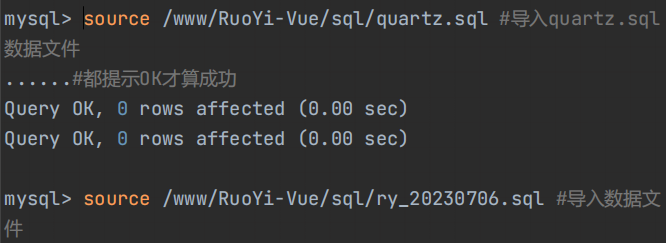 mysql> source /www/RuoYi-Vue/sql/quartz.sql #导入quartz.sql
数据文件
......#都提示OK才算成功
Query OK, 0 rows affected (0.00 sec)
Query OK, 0 rows affected (0.00 sec)
mysql> source /www/RuoYi-Vue/sql/ry_20230706.sql #导入数据文
件